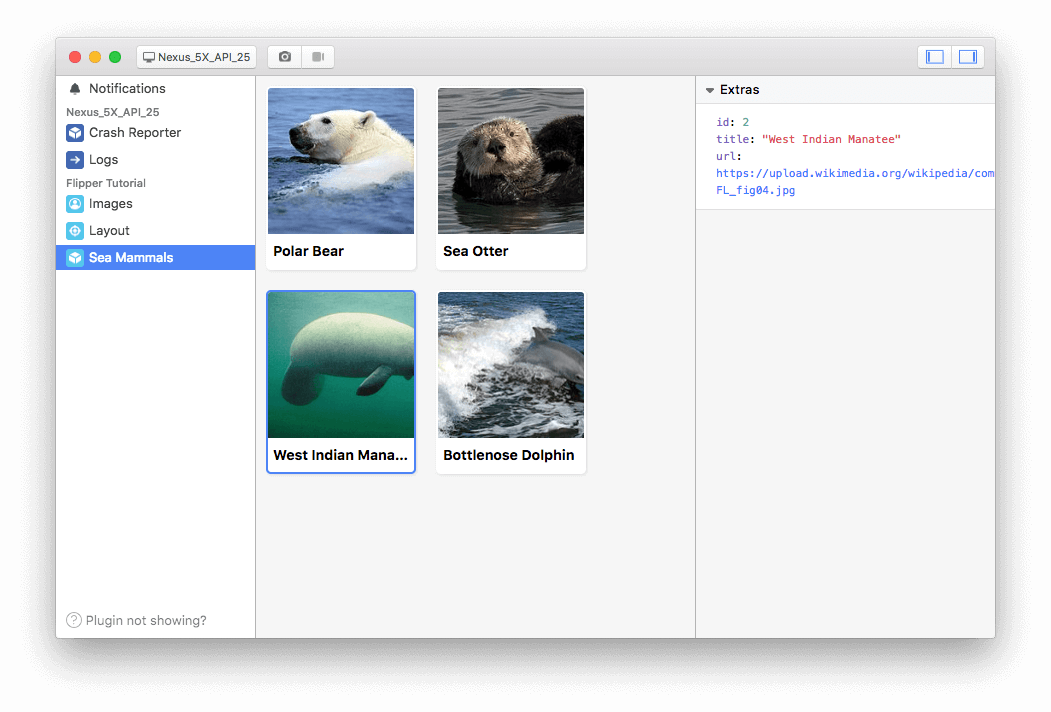 Nexus_5X_API_25
Notifications
Nexus_5X_API_25
Crash Reporter
Logs
Flipper Tutorial
Images
Layout
Sea Mammals
? Plugin not showing?
Polar Bear
Sea Otter
West Indian Mana...
Bottlenose Dolphin
Extras
id: 2
title: "West Indian Manatee"
url:
https://upload.wikimedia.org/wikipedia/com
FL_fig04.jpg